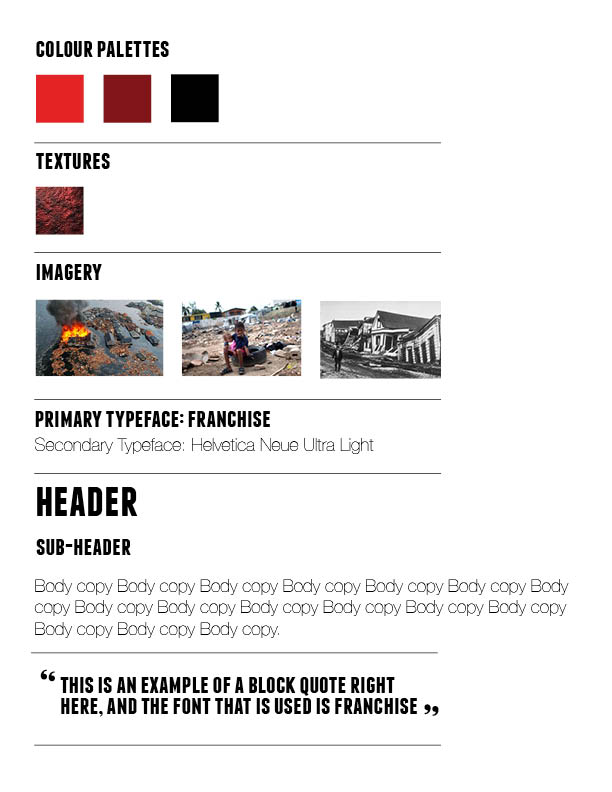 COLOUR PALETTES
TEXTURES
IMAGERY
PRIMARY TYPEFACE: FRANCHISE
Secondary Typeface: Helvetica Neue Ultra Light
HEADER
SUB-HEADER
Body copy Body copy Body copy Body copy Body copy Body copy Body
copy Body copy Body copy Body copy Body copy Body copy Body copy
Body copy Body copy Body copy.
“ THIS IS AN EXAMPLE OF A BLOCK QUOTE RIGHT
HERE, AND THE FONT THAT IS USED IS FRANCHISE ”